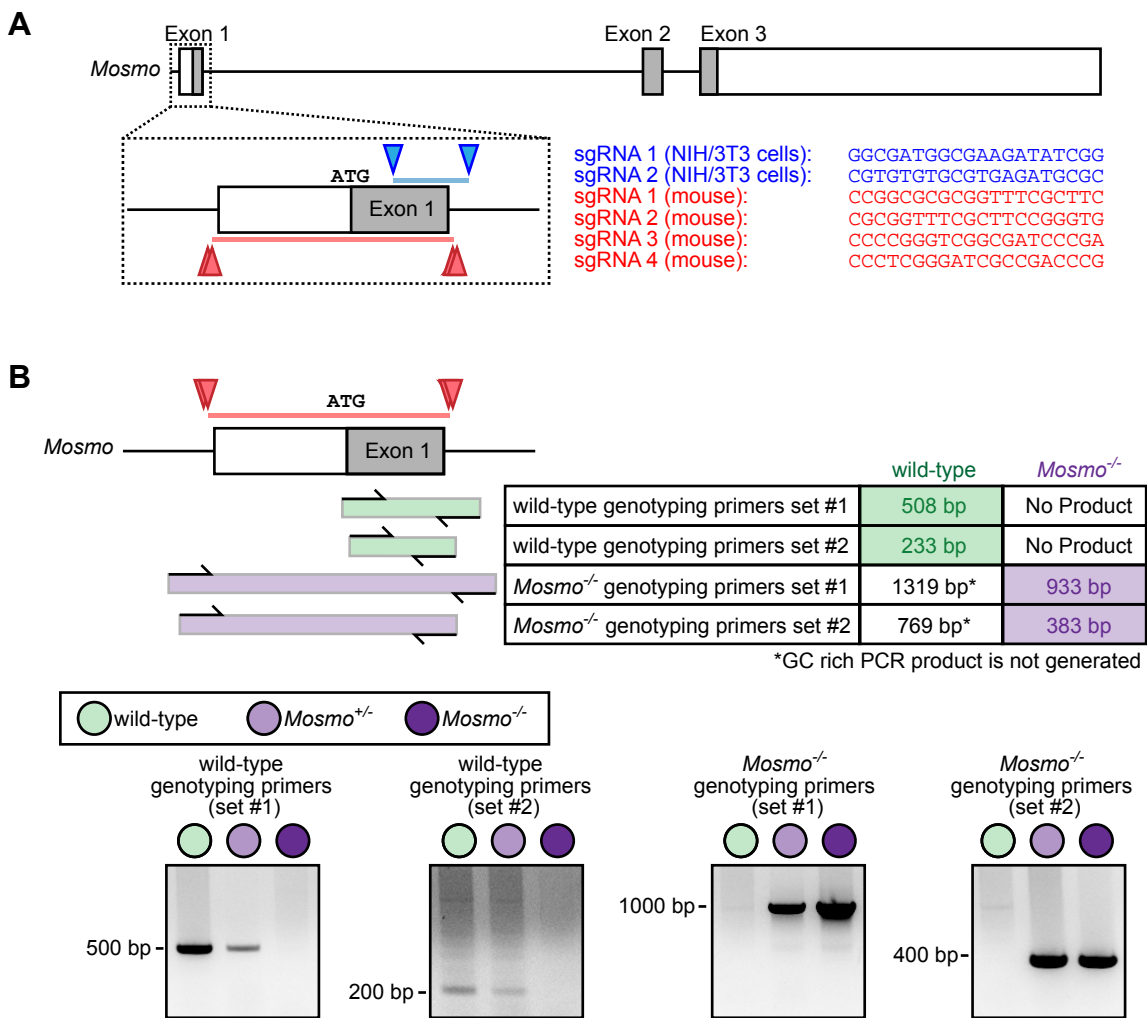 A
Exon 1
Exon 2
Exon 3
Mosmo
ATG
Exon 1
sgRNA 1 (NIH/3T3 cells): GGCGATGGCGAAGATATCGG
sgRNA 2 (NIH/3T3 cells): CGTGTGTGCGTGAGATGCGC
sgRNA 1 (mouse): CCGGCGCGCGGTTTCGCTTC
sgRNA 2 (mouse): CGCGGTTTCGCTTCCGGGTG
sgRNA 3 (mouse): CCCCGGGTCGGCGATCCCGA
sgRNA 4 (mouse): CCCTCGGGATCGCCGACCCG
B
ATG
Mosmo
Exon 1
wild-type Mosmo-/-
wild-type genotyping primers set #1 508 bp No Product
wild-type genotyping primers set #2 233 bp No Product
Mosmo-/- genotyping primers set #1 1319 bp* 933 bp
Mosmo-/- genotyping primers set #2 769 bp* 383 bp
*GC rich PCR product is not generated
wild-type Mosmo+/- Mosmo-/-
wild-type
genotyping primers
(set #1)
500 bp
wild-type
genotyping primers
(set #2)
200 bp
Mosmo-/-
genotyping primers
(set #1)
1000 bp
Mosmo-/-
genotyping primers
(set #2)
400 bp